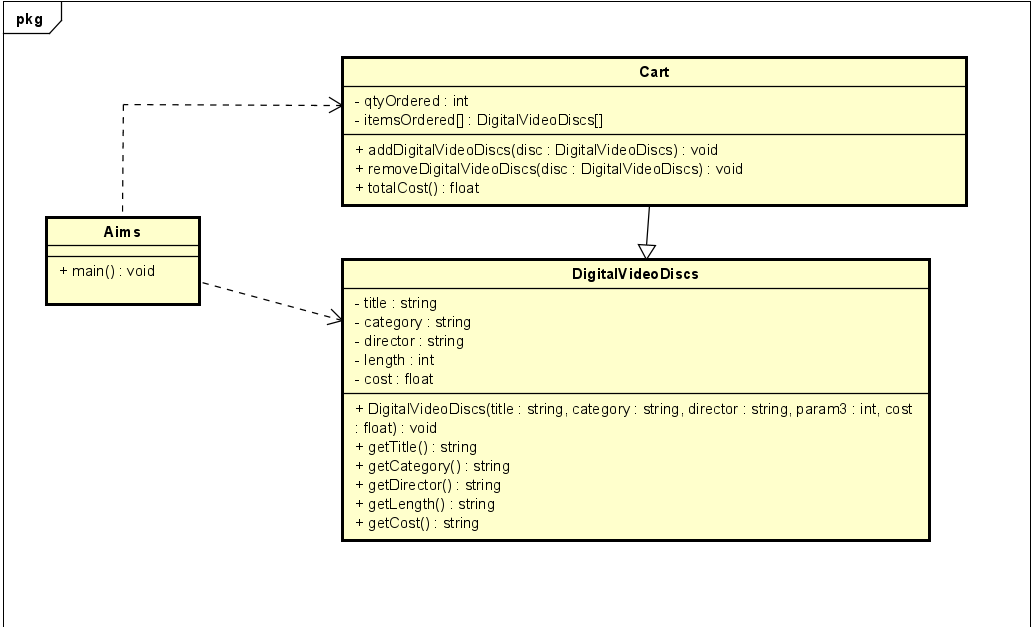 pkg
Cart
- qtyOrdered : int
- itemsOrdered[] : DigitalVideoDiscs[]
+ addDigitalVideoDiscs(disc : DigitalVideoDiscs) : void
+ removeDigitalVideoDiscs(disc : DigitalVideoDiscs) : void
+ totalCost() : float
Aims
+ main() : void
DigitalVideoDiscs
- title : string
- category : string
- director : string
- length : int
- cost : float
+ DigitalVideoDiscs(title : string, category : string, director : string, param3 : int, cost
: float) : void
+ getTitle() : string
+ getCategory() : string
+ getDirector() : string
+ getLength() : string
+ getCost() : string